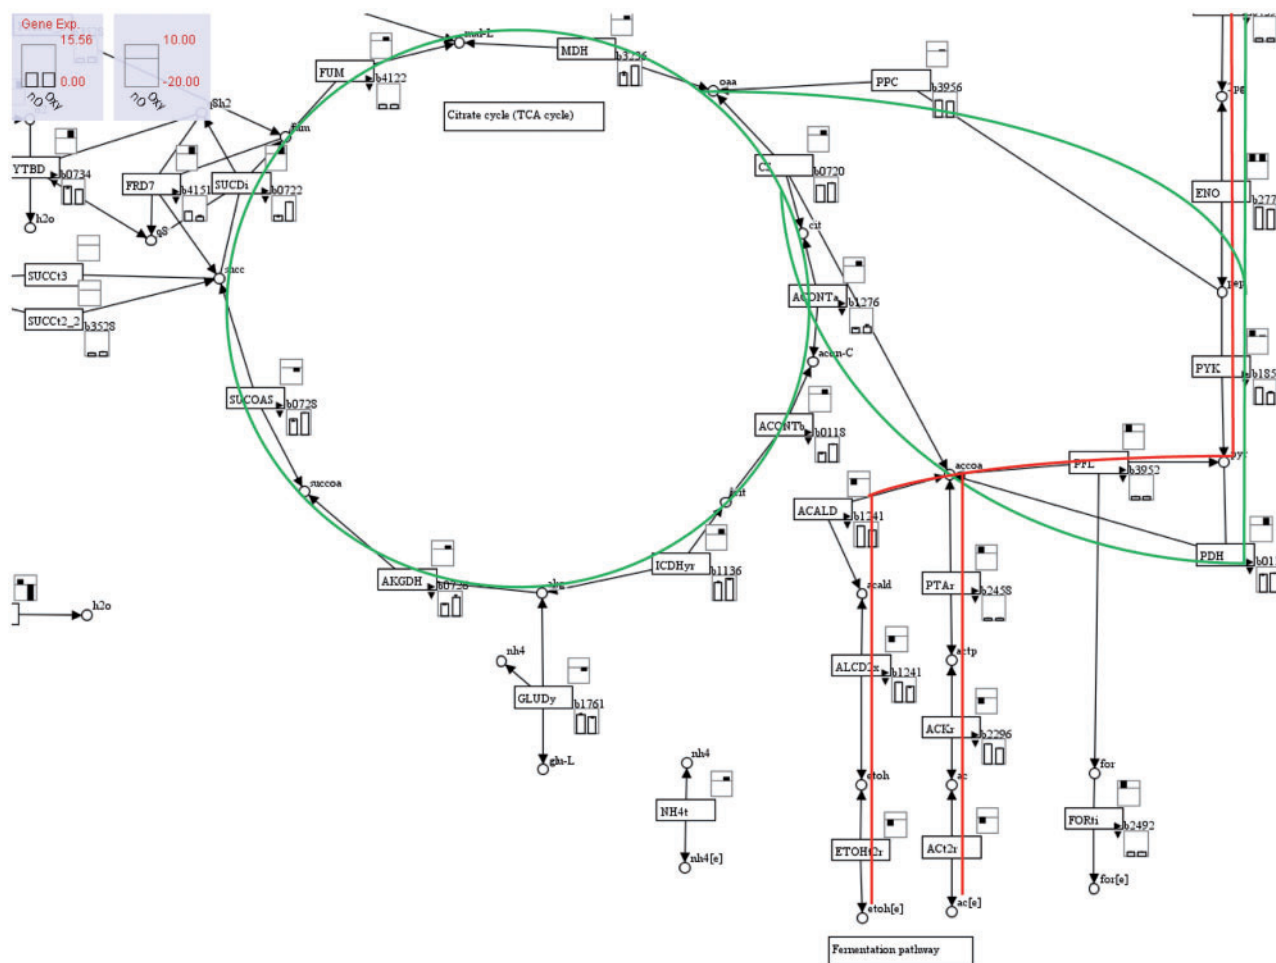 Gene Exp.
15.56
0.00
nO
Oxy
10.00
-20.00
nO
Oxy
q8h2
fum
FUM
b4122
mal-L
MDH
b3236
oaa
PPC
b3956
Citrate cycle (TCA cycle)
YTBD
b0734
FRD7
b4151
SUCDi
b0722
CS
b0720
ENO
h2o
q8
cit
SUCCt3
succ
ACONTa
b1276
pep
SUCCt2_2
b3528
acon-C
PYK
SUCOAS
b0728
ACONTb
b0118
accoa
PFL
b3952
pyr
succoa
icit
ACALD
b1241
PDH
AKGDH
ICDHyr
b1136
akg
acald
PTAr
b2458
h2o
nh4
actp
GLUDy
b1761
ALCD2x
b1241
ACKr
b2296
glu-L
nh4
etoh
ac
for
NH4t
FORti
b2492
ETOHt2r
ACt2r
nh4[e]
for[e]
etoh[e]
ac[e]
Fermentation pathway